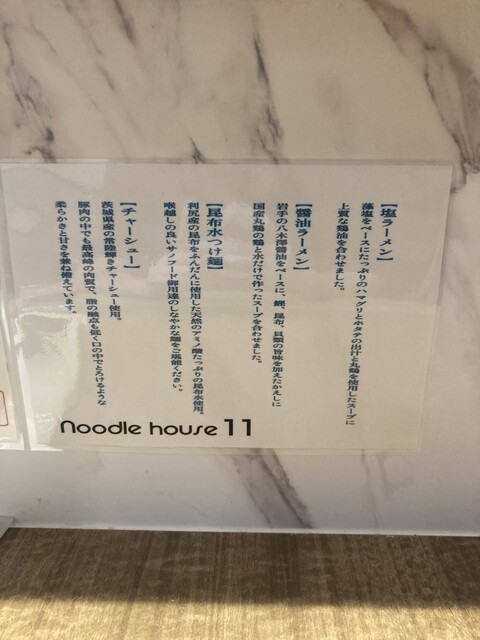 【塩ラーメン】
藻塩をベースにたっぷりのハマグリとホタテの出汁と丸鶏を使用したスープに
上質な鶏油を合わせました。
【醤油ラーメン】
岩手の八木澤醤油をベースに、鰹、昆布、貝類の旨味を加えたかえしに
国産丸鶏の鶏と水だけで作ったスープを合わせました。
【昆布水つけ麺】
利尻産の昆布をふんだんに使用した天然のアミノ酸たっぷりの昆布水使用。
喉越しの良いサノフード御用達のしなやかな麺をご堪能ください。
【チャーシュー】
茨城県産の常陸輝きチャーシュー使用。
豚肉の中でも最高峰の肉質で、脂の融点も低く口の中でとろけるような
柔らかさと甘さを兼ね備えています。
noodle house 11